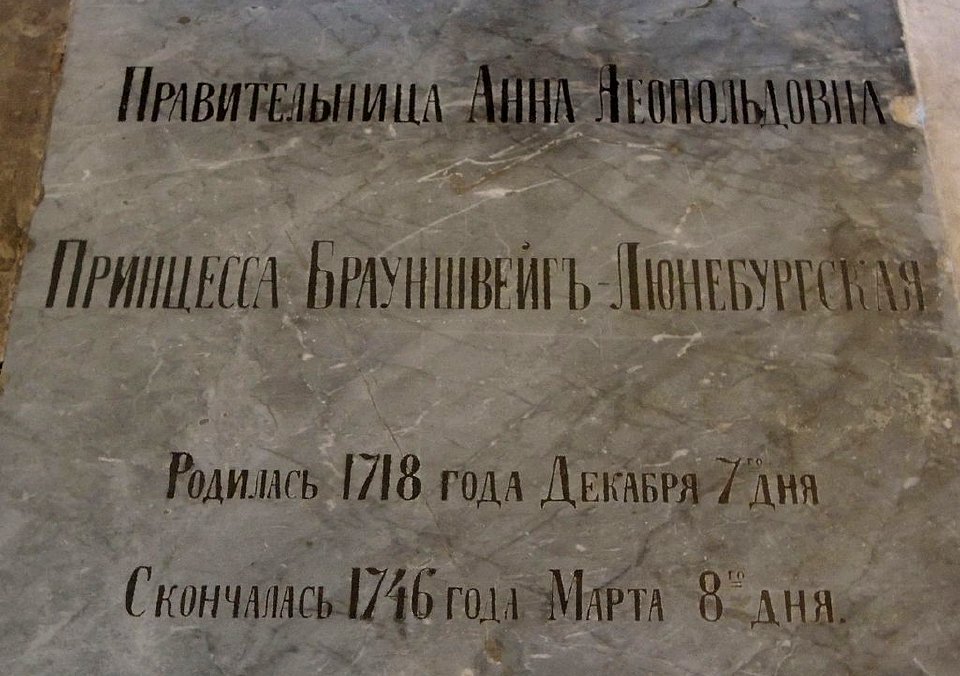 Правительница Анна Леопольдовна
Принцесса Брауншвейгъ-Люнебургская
Родилась 1718 года Декабря 7го дня
Скончалась 1746 года Марта 8го дня.